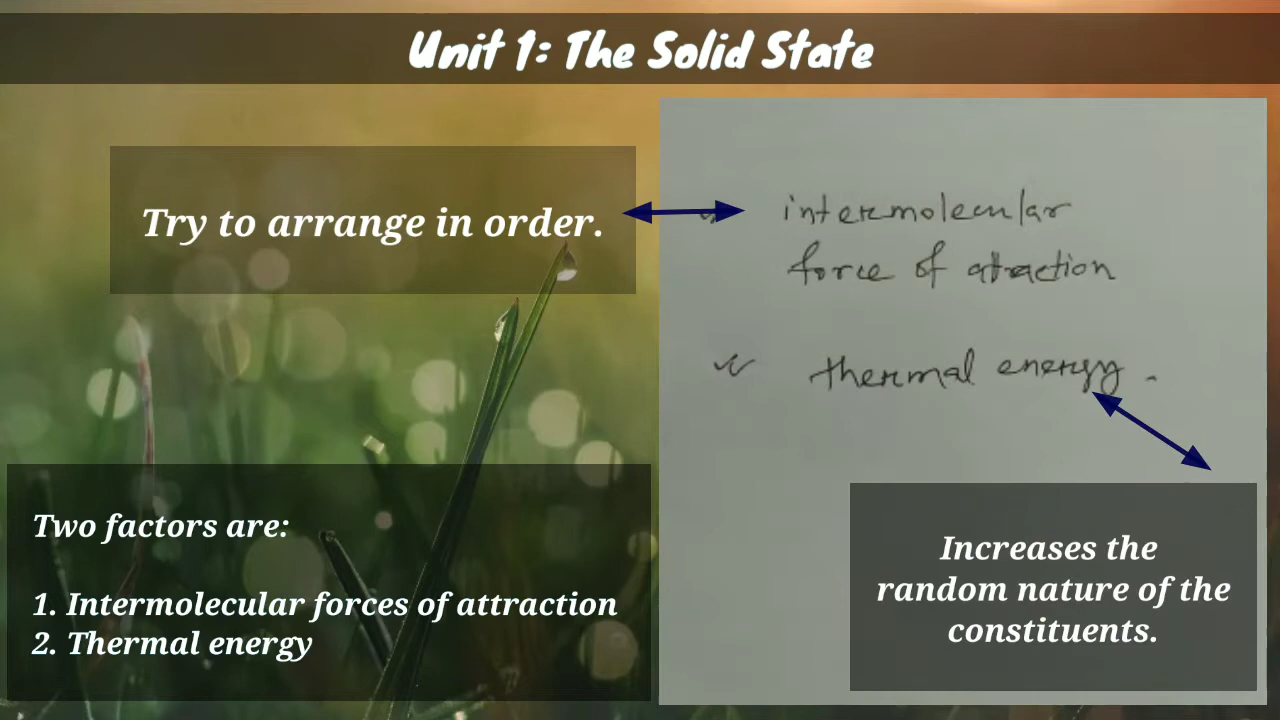 Unit 1: The Solid State
Try to arrange in order.
intermolecular
force of attraction
thermal energy.
Two factors are:
1. Intermolecular forces of attraction
2. Thermal energy
Increases the
random nature of the
constituents.